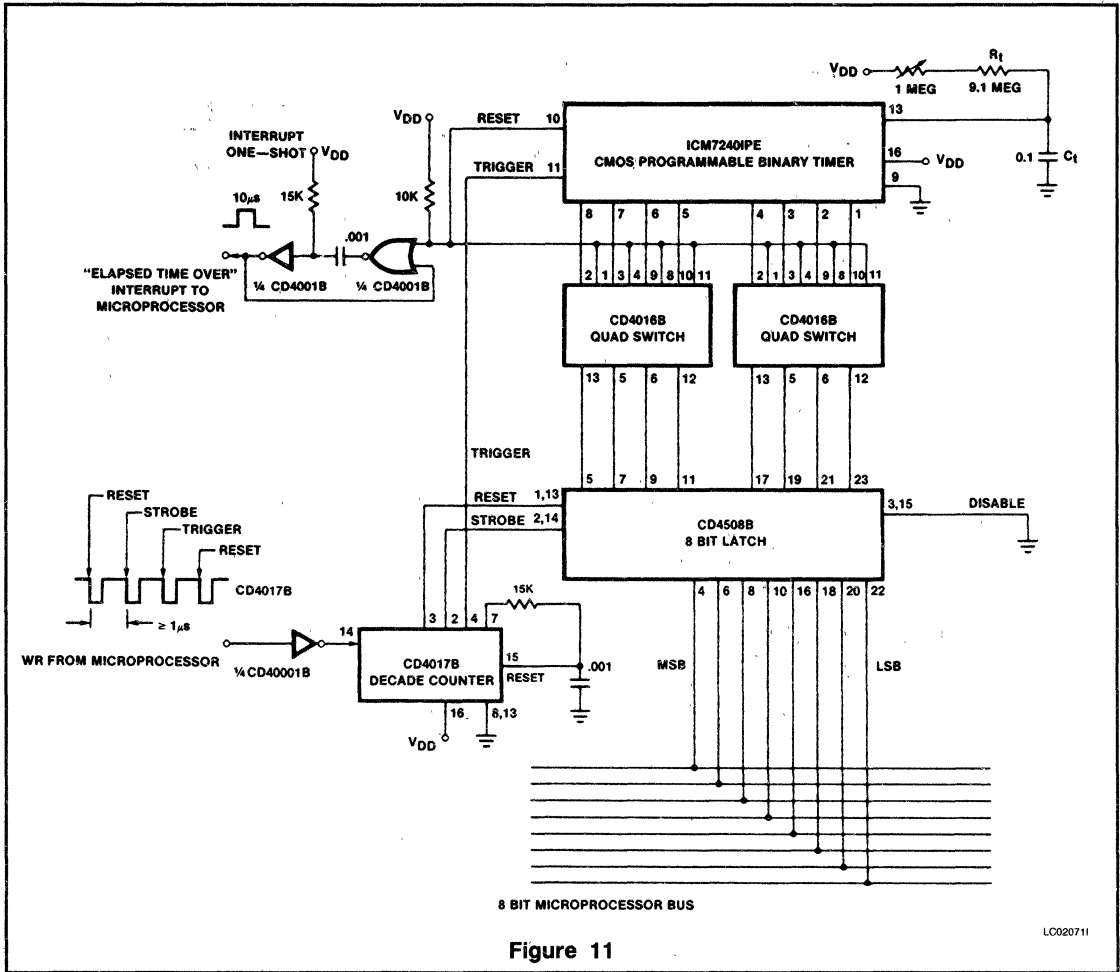 VDD
1 MEG
Rt
9.1 MEG
13
0.1
Ct
ICM7240IPE
CMOS PROGRAMMABLE BINARY TIMER
RESET 10
TRIGGER 11
16
VDD
9
8 7 6 5 4 3 2 1
INTERRUPT
ONE—SHOT
VDD
15K
10μs
VDD
10K
.001
"ELAPSED TIME OVER"
INTERRUPT TO
MICROPROCESSOR
¼ CD4001B
¼ CD4001B
2 1 3 4 9 8 10 11
2 1 3 4 9 8 10 11
CD4016B
QUAD SWITCH
CD4016B
QUAD SWITCH
13 5 6 12
13 5 6 12
TRIGGER
5 7 9 11 17 19 21 23
RESET 1,13
STROBE 2,14
CD4508B
8 BIT LATCH
3,15 DISABLE
4 6 8 10 16 18 20 22
RESET
STROBE
TRIGGER
RESET
CD4017B
≥ 1μs
WR FROM MICROPROCESSOR
¼ CD40001B
14
3 2 4 7
15K
CD4017B
DECADE COUNTER
15
RESET
.001
16
8,13
VDD
MSB
LSB
8 BIT MICROPROCESSOR BUS
LC02071I
Figure 11